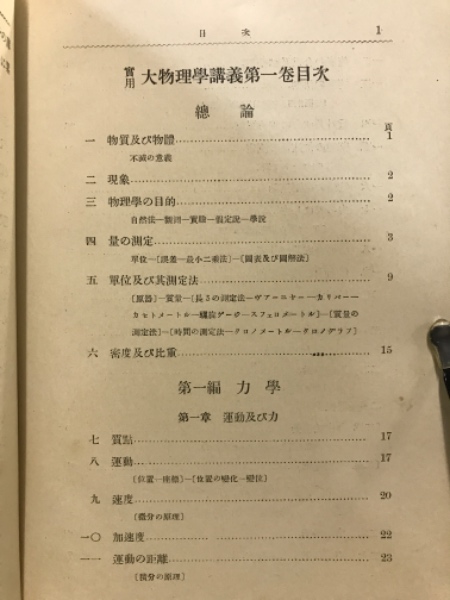 目次 1
實用 大物理學講義第一卷目次
總論
頁
一 物質及び物體 1
不滅の意義
二 現象 2
三 物理學の目的 2
自然法—觀測—實驗—假定說—學說
四 量の測定 3
單位—〔誤差—最小二乘法〕—〔圖表及び圖解法〕
五 單位及び其測定法 9
〔原器〕—質量—〔長さの測定法—ヴァーニヤー—カリパー—
カセトメートル—螺旋ゲージ—スフェロメートル〕—〔質量の
測定法〕—〔時間の測定法—クロノメートル—クロノグラフ〕
六 密度及び比重 15
第一編 力學
第一章 運動及び力
七 質點 17
八 運動 17
〔位置—座標〕—〔位置の變化—變位〕
九 速度 20
〔微分の原理〕
一〇 加速度 22
一一 運動の距離 23
〔積分の原理〕